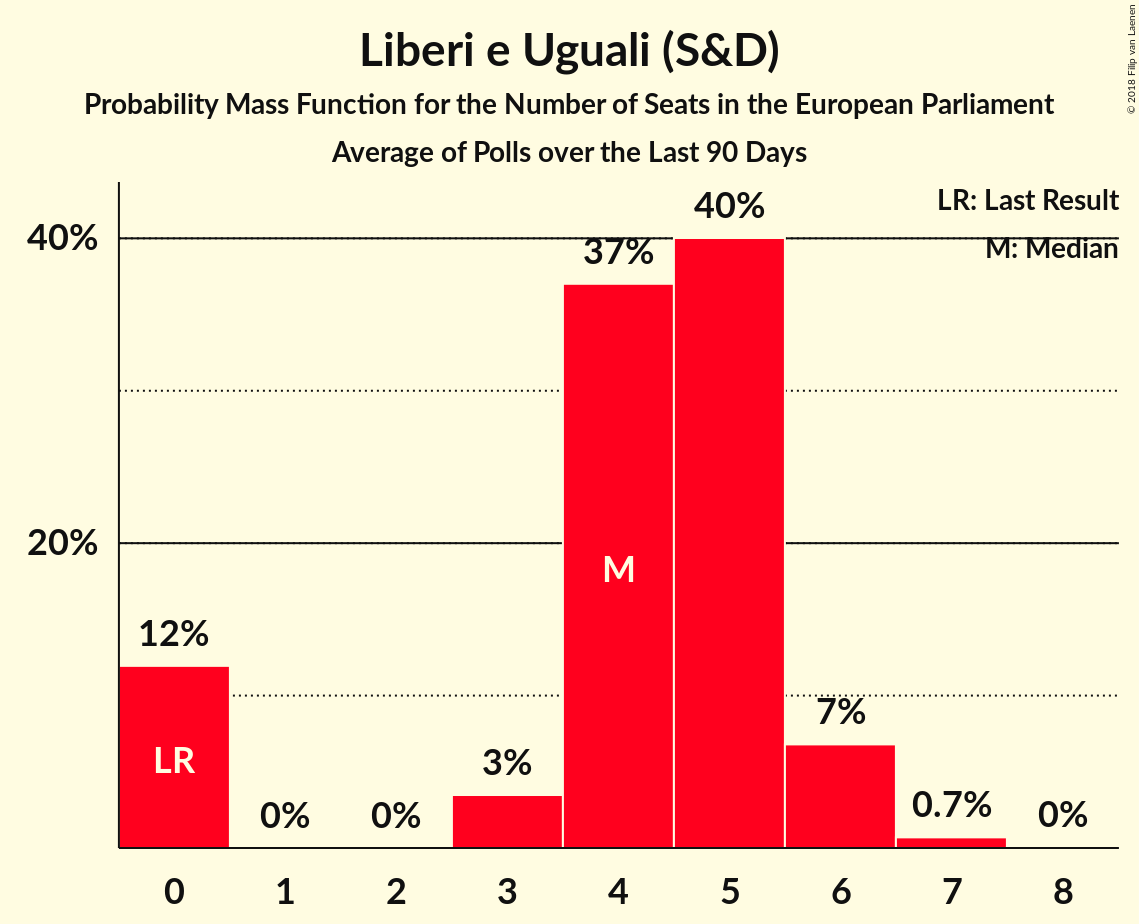 Liberi e Uguali (S&D)
Probability Mass Function for the Number of Seats in the European Parliament
Average of Polls over the Last 90 Days
© 2018 Filip van Laenen
LR: Last Result
M: Median
40%
20%
12%
0%
0%
3%
37%
40%
7%
0.7%
0%
LR
M
0 1 2 3 4 5 6 7 8